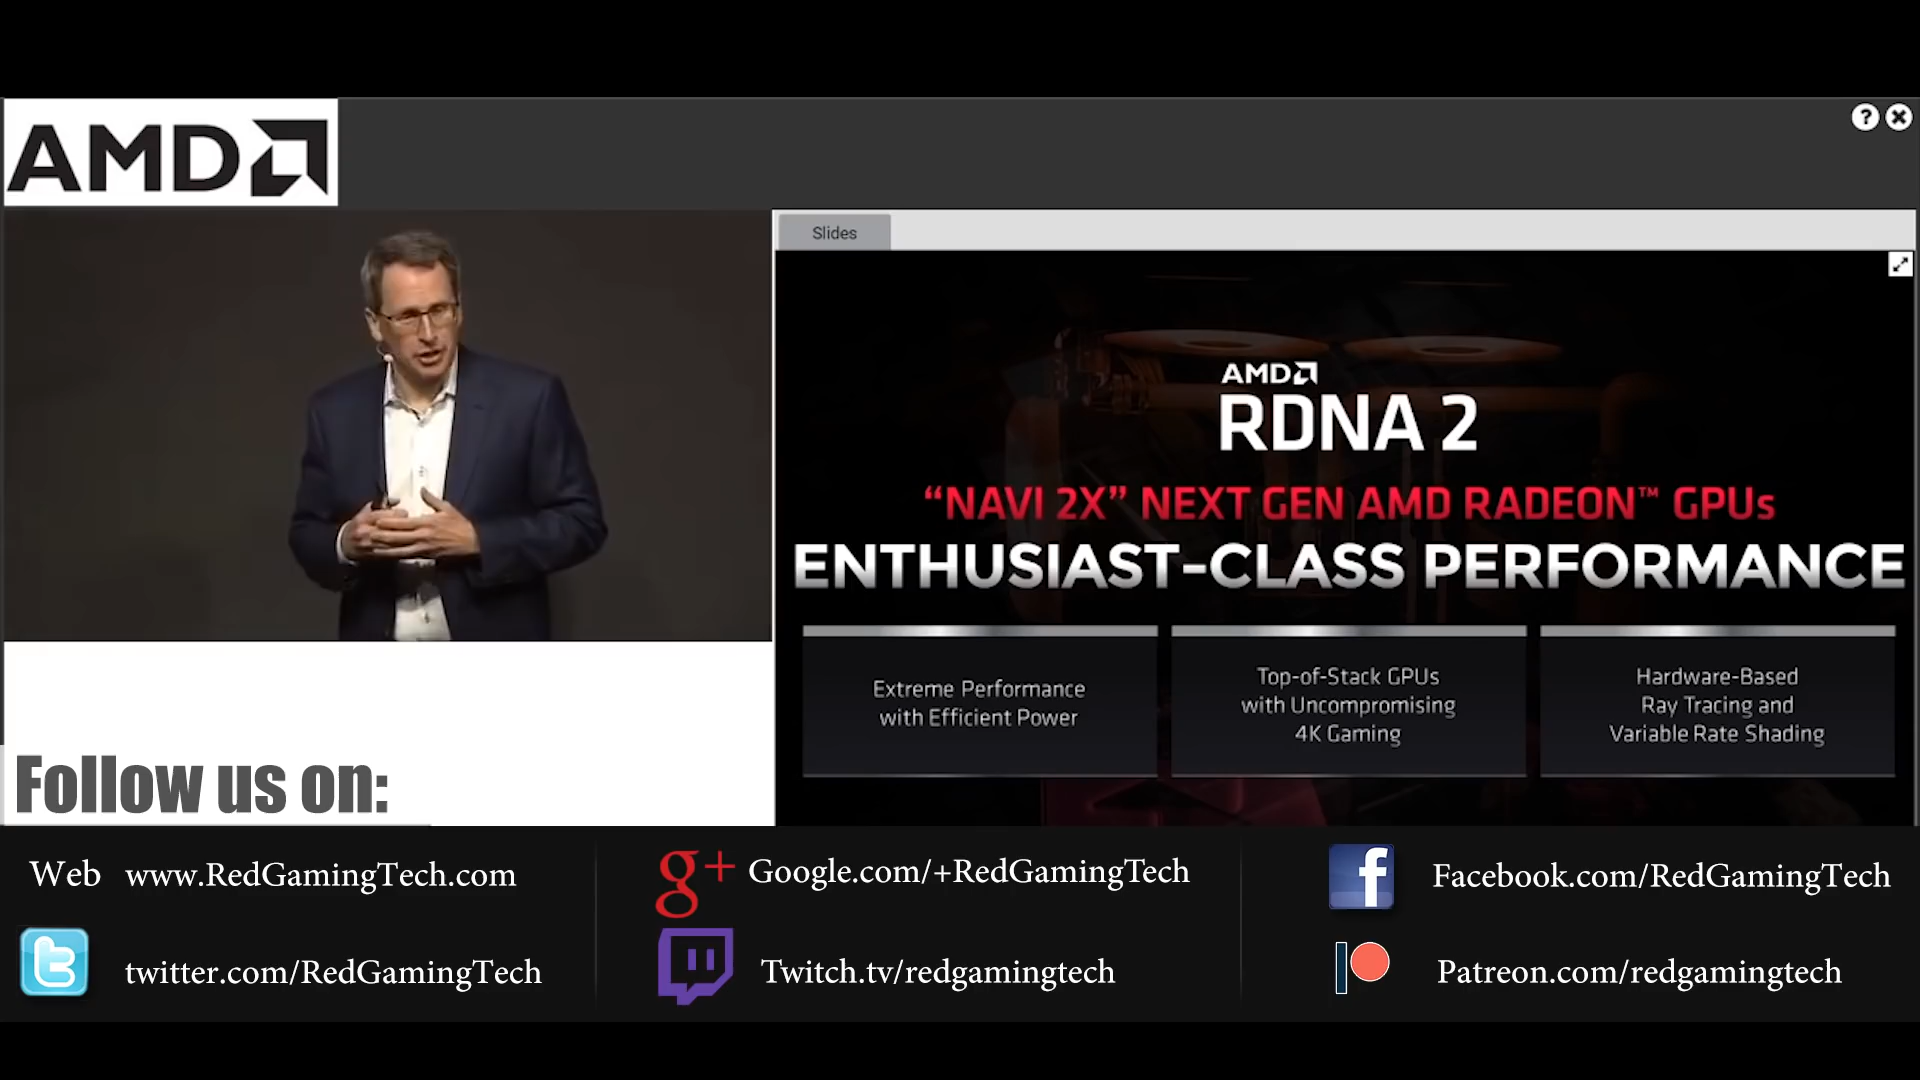 AMD
Slides
AMD
RDNA 2
“NAVI 2X” NEXT GEN AMD RADEON™ GPUs
ENTHUSIAST-CLASS PERFORMANCE
Extreme Performance
with Efficient Power
Top-of-Stack GPUs
with Uncompromising
4K Gaming
Hardware-Based
Ray Tracing and
Variable Rate Shading
Follow us on:
Web www.RedGamingTech.com
g+ Google.com/+RedGamingTech
f Facebook.com/RedGamingTech
t twitter.com/RedGamingTech
Twitch.tv/redgamingtech
Patreon.com/redgamingtech